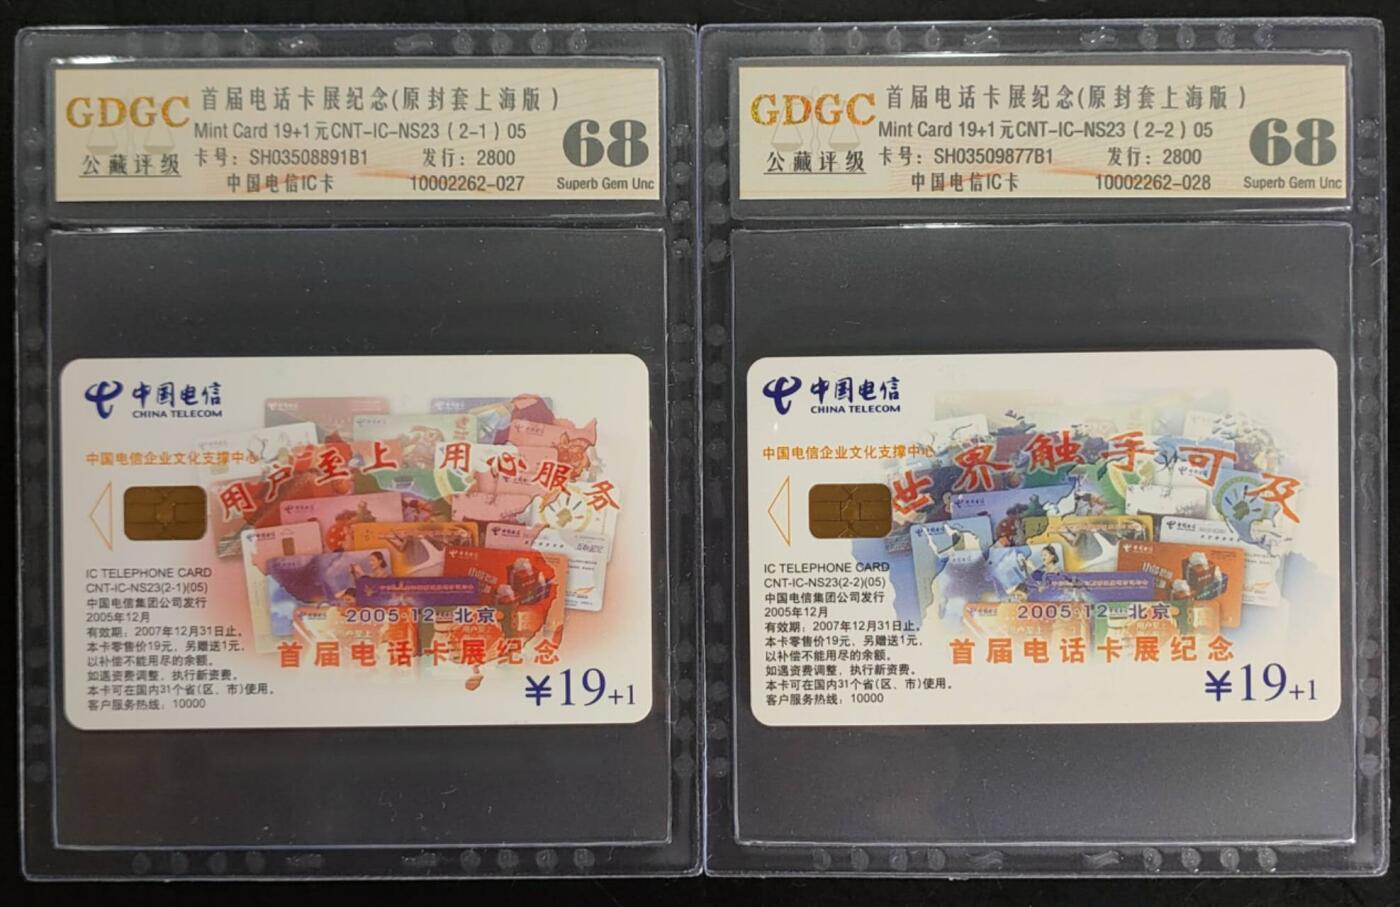 GDGC
公藏评级
首届电话卡展纪念(原封套上海版)
Mint Card 19+1元CNT-IC-NS23(2-1)05
卡号: SH03508891B1 发行: 2800
中国电信IC卡 10002262-027
68
Superb Gem Unc
中国电信
CHINA TELECOM
中国电信企业文化支撑中心
用户至上 用心服务
IC TELEPHONE CARD
CNT-IC-NS23(2-1)(05)
中国电信集团公司发行
2005年12月
有效期: 2007年12月31日止。
本卡零售价19元, 另赠送1元,
以补偿不能用尽的余额。
如遇资费调整, 执行新资费。
本卡可在国内31个省(区、市)使用。
客户服务热线: 10000
2005·12—北京
首届电话卡展纪念
¥19+1
GDGC
公藏评级
首届电话卡展纪念(原封套上海版)
Mint Card 19+1元CNT-IC-NS23(2-2)05
卡号: SH03509877B1 发行: 2800
中国电信IC卡 10002262-028
68
Superb Gem Unc
中国电信
CHINA TELECOM
中国电信企业文化支撑中心
世界触手可及
IC TELEPHONE CARD
CNT-IC-NS23(2-2)(05)
中国电信集团公司发行
2005年12月
有效期: 2007年12月31日止。
本卡零售价19元, 另赠送1元,
以补偿不能用尽的余额。
如遇资费调整, 执行新资费。
本卡可在国内31个省(区、市)使用。
客户服务热线: 10000
2005·12—北京
首届电话卡展纪念
¥19+1